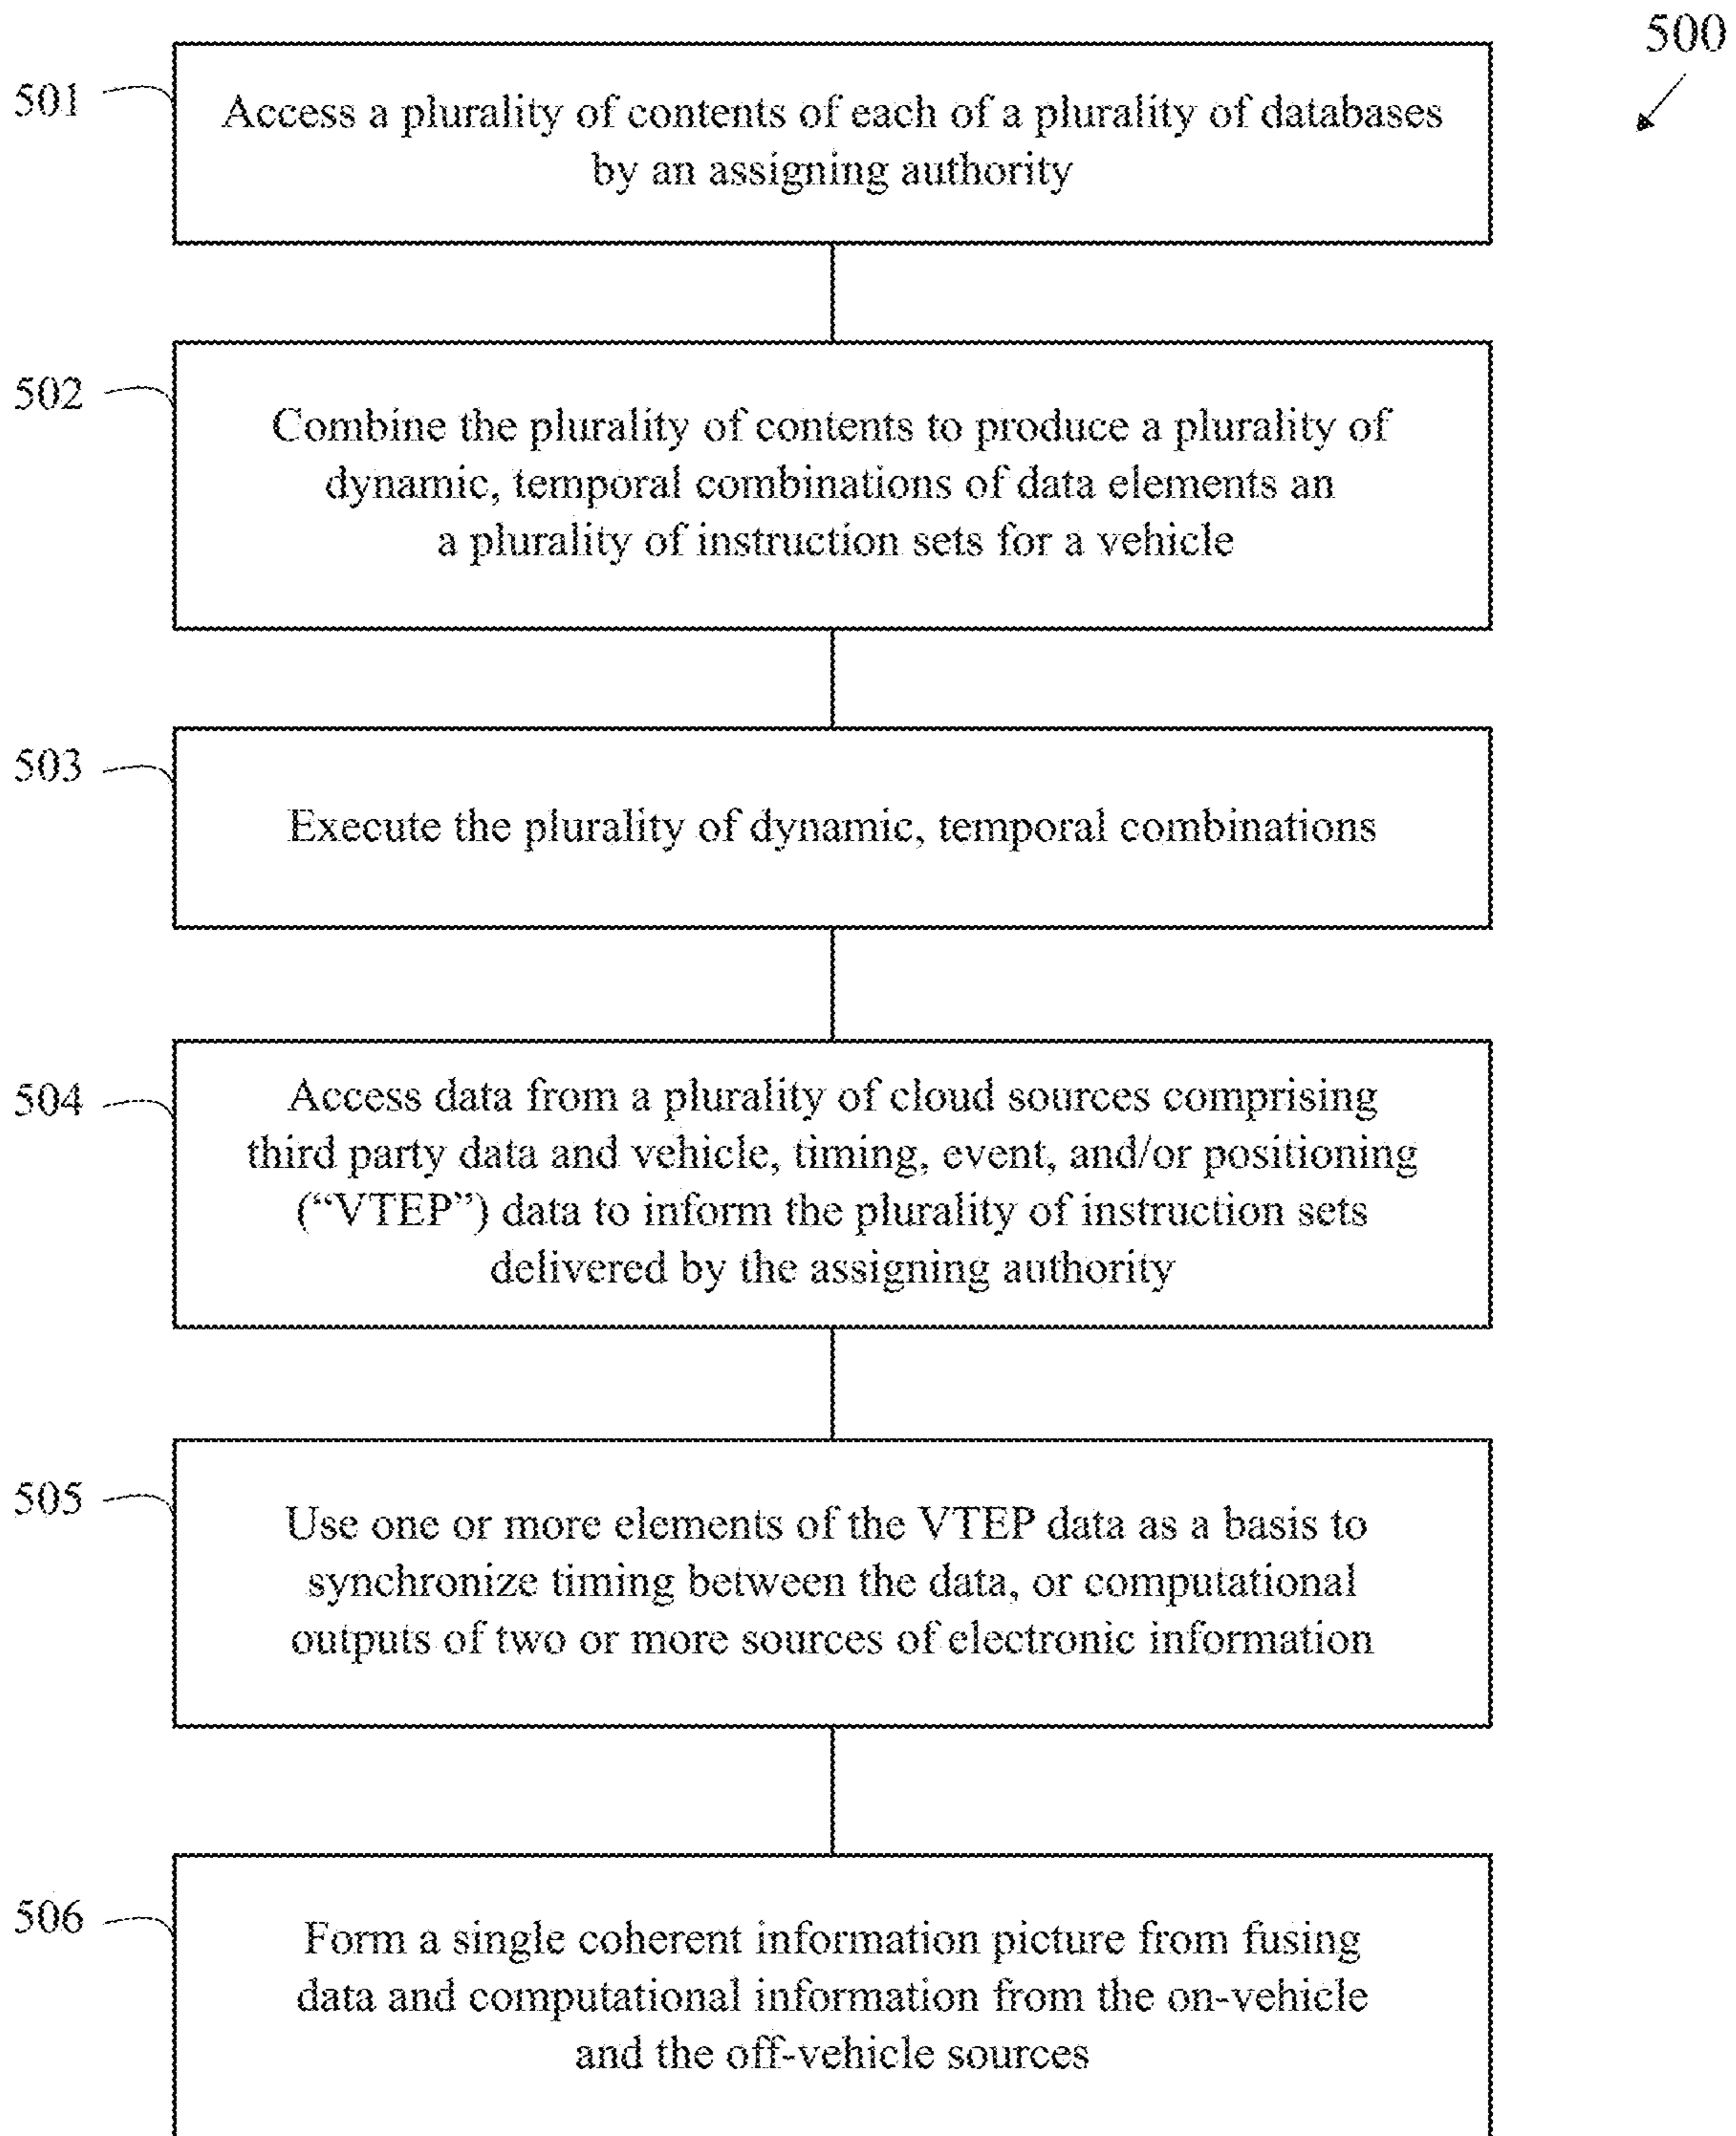 500
501
Access a plurality of contents of each of a plurality of databases
by an assigning authority
502
Combine the plurality of contents to produce a plurality of
dynamic, temporal combinations of data elements an
a plurality of instruction sets for a vehicle
503
Execute the plurality of dynamic, temporal combinations
504
Access data from a plurality of cloud sources comprising
third party data and vehicle, timing, event, and/or positioning
(“VTEP”) data to inform the plurality of instruction sets
delivered by the assigning authority
505
Use one or more elements of the VTEP data as a basis to
synchronize timing between the data, or computational
outputs of two or more sources of electronic information
506
Form a single coherent information picture from fusing
data and computational information from the on-vehicle
and the off-vehicle sources